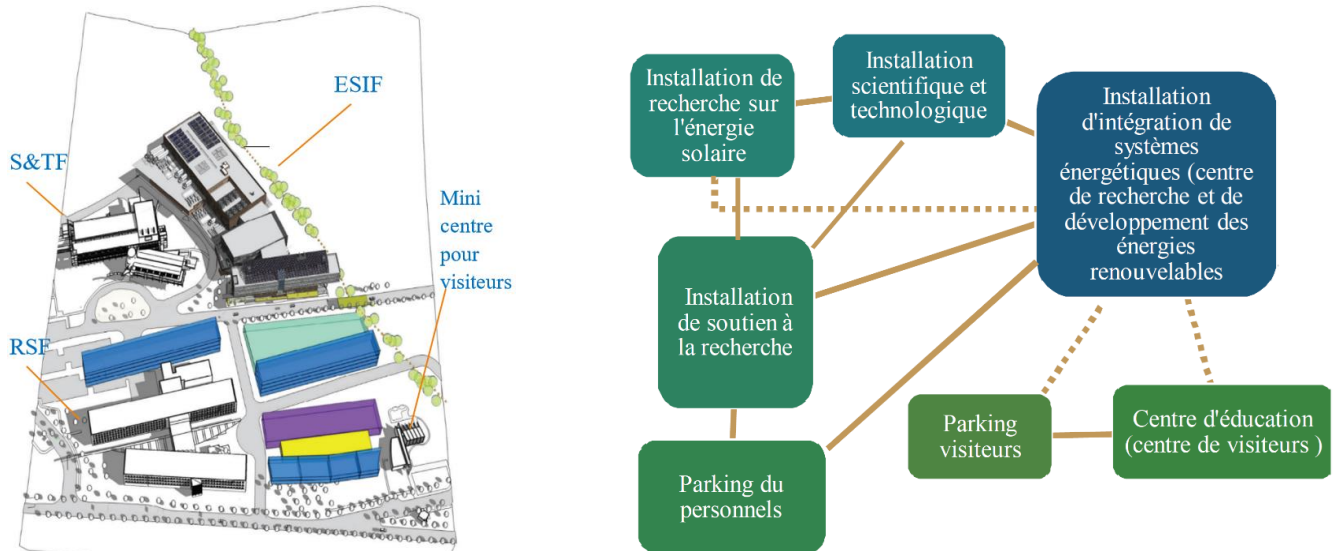 ESIF
S&TF
Mini
centre
pour
visiteurs
RSF
Installation de
recherche sur
l'énergie
solaire
Installation
scientifique et
technologique
Installation
d'intégration de
systèmes
énergétiques (centre
de recherche et de
développement des
énergies
renouvelables
Installation
de soutien à
la recherche
Parking
visiteurs
Centre d'éducation
(centre de visiteurs )
Parking du
personnels